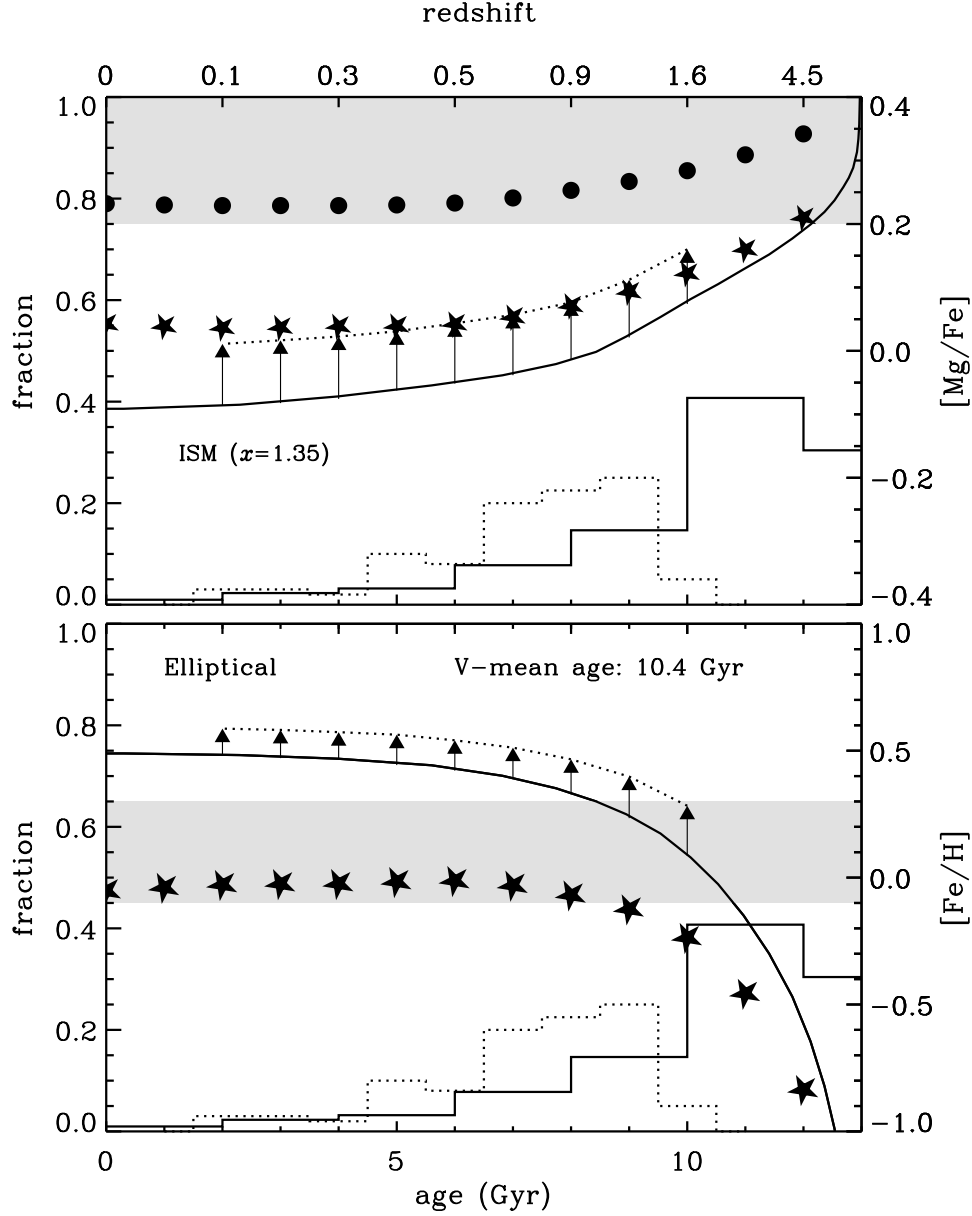 redshift
0 0.1 0.3 0.5 0.9 1.6 4.5
1.0 0.4
0.8
0.2
0.6
fraction 0.0 [Mg/Fe]
0.4
ISM (x=1.35)
−0.2
0.2
0.0 −0.4
1.0 1.0
Elliptical V−mean age: 10.4 Gyr
0.8
0.5
0.6
fraction 0.0 [Fe/H]
0.4
−0.5
0.2
0.0 −1.0
0 5 10
age (Gyr)